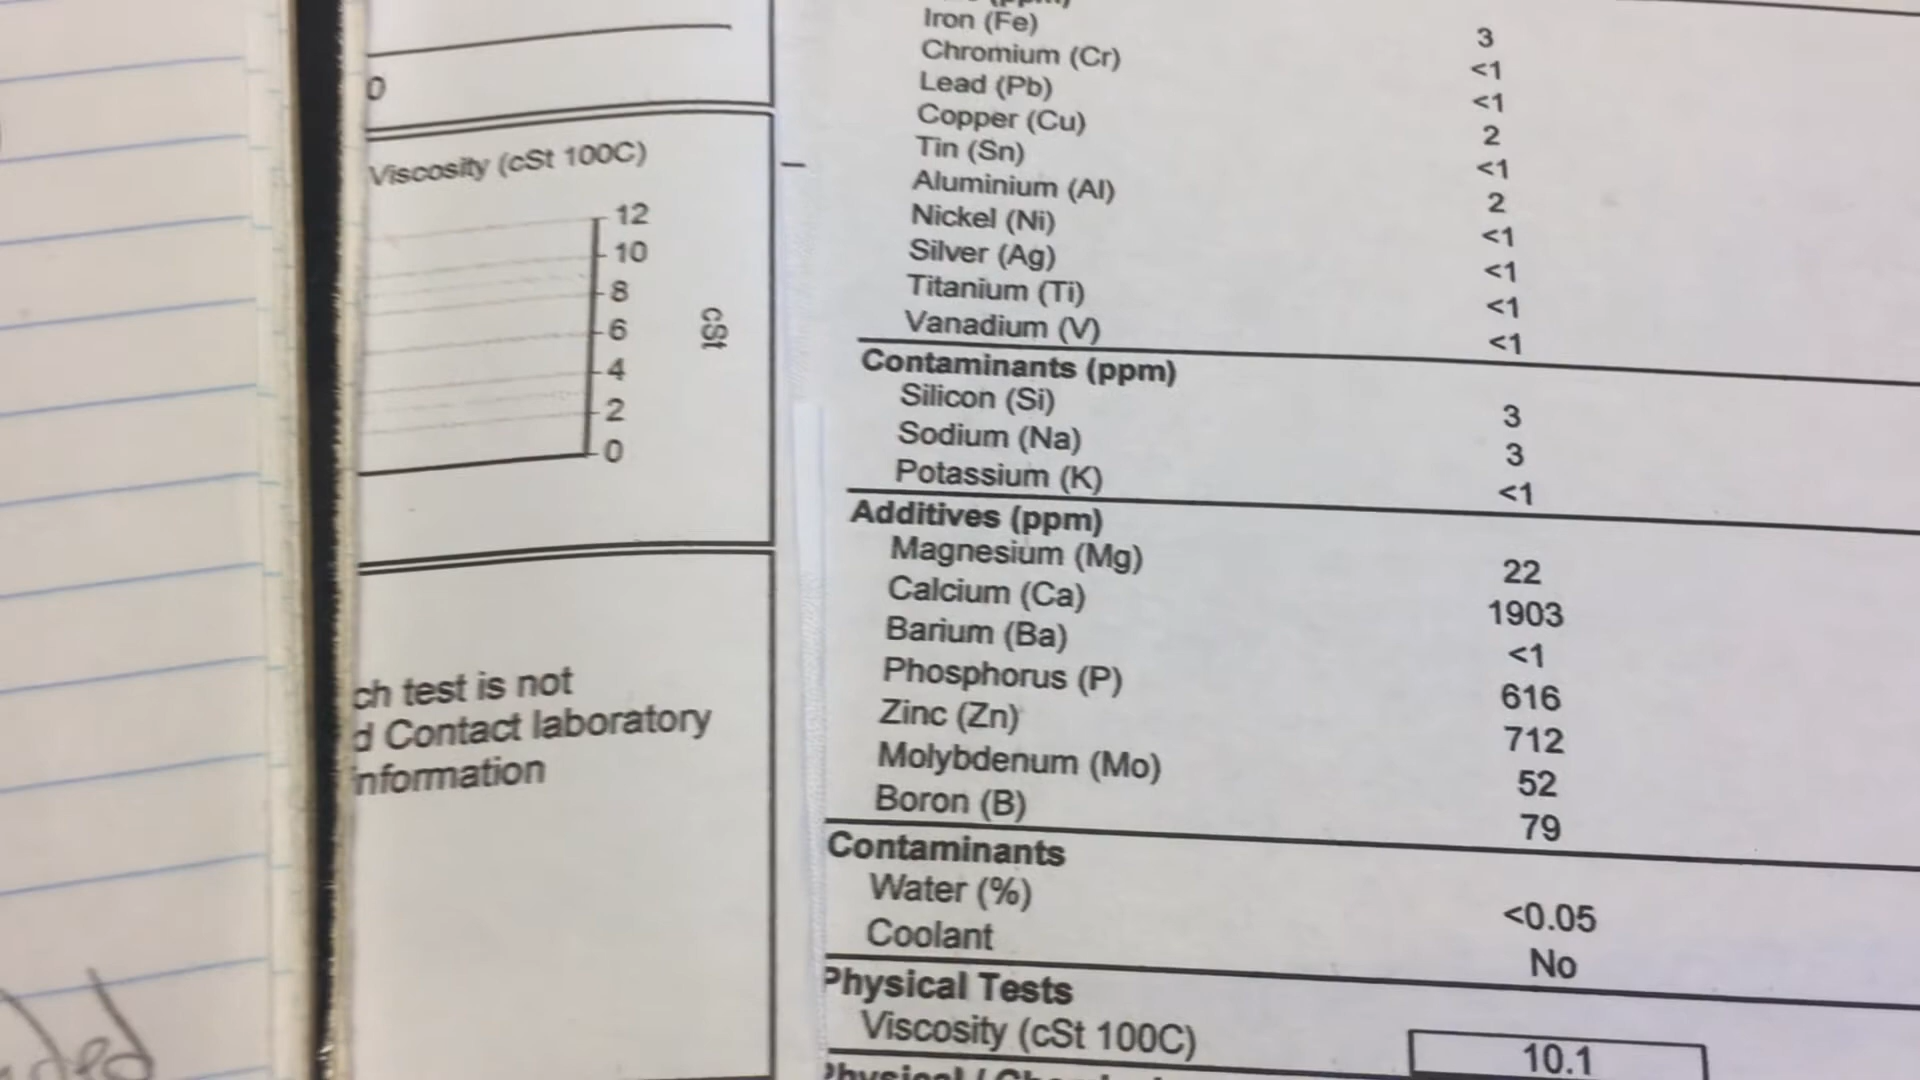 0
Viscosity (cSt 100C)
12
10
8
6
4
2
0
cSt
ch test is not
d Contact laboratory
nformation
Iron (Fe) 3
Chromium (Cr) <1
Lead (Pb) <1
Copper (Cu) 2
Tin (Sn) <1
Aluminium (Al) 2
Nickel (Ni) <1
Silver (Ag) <1
Titanium (Ti) <1
Vanadium (V) <1
Contaminants (ppm)
Silicon (Si) 3
Sodium (Na) 3
Potassium (K) <1
Additives (ppm)
Magnesium (Mg) 22
Calcium (Ca) 1903
Barium (Ba) <1
Phosphorus (P) 616
Zinc (Zn) 712
Molybdenum (Mo) 52
Boron (B) 79
Contaminants
Water (%) <0.05
Coolant No
Physical Tests
Viscosity (cSt 100C) 10.1